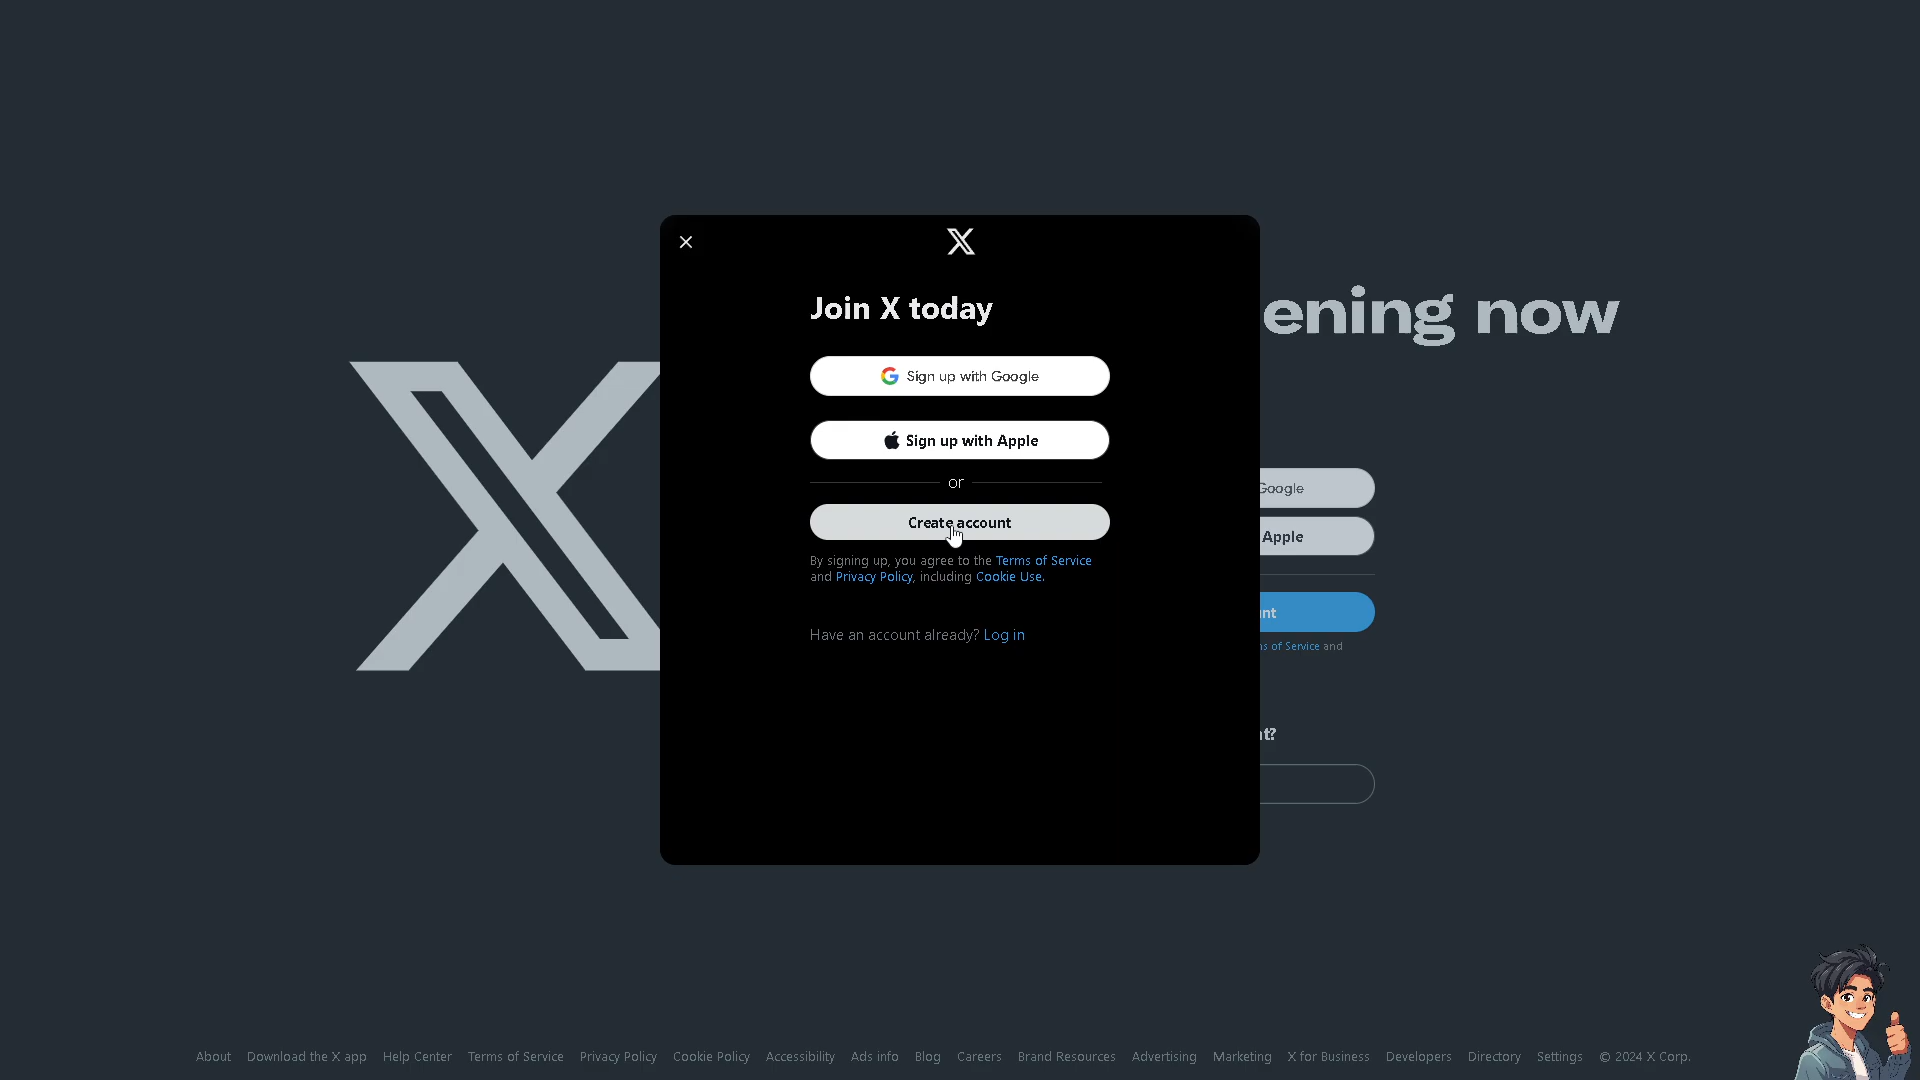 Join X today
ening now
Sign up with Google
Sign up with Apple
or
Create account
By signing up, you agree to the Terms of Service
and Privacy Policy, including Cookie Use.
Have an account already? Log in
Google
Apple
nt
s of Service and
t?
About Download the X app Help Center Terms of Service Privacy Policy Cookie Policy Accessibility Ads info Blog Careers Brand Resources Advertising Marketing X for Business Developers Directory Settings © 2024 X Corp.